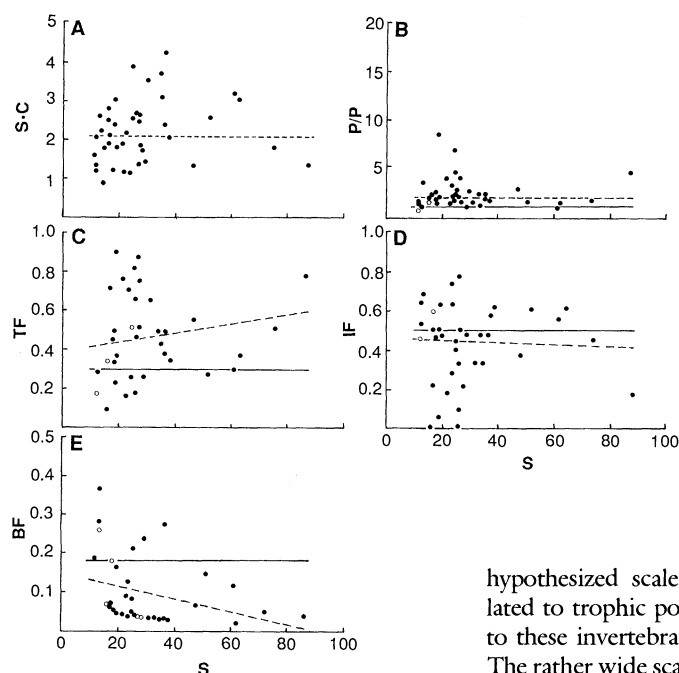 A
5
4
3
2
1
S·C
B
20
15
10
5
0
P/P
C
1.0
0.8
0.6
0.4
0.2
TF
D
1.0
0.8
0.6
0.4
0.2
0
IF
0 20 40 60 80 100
S
E
0.5
0.4
0.3
0.2
0.1
BF
0 20 40 60 80 100
S
hypothesized scale
lated to trophic po
to these invertebra
The rather wide sca